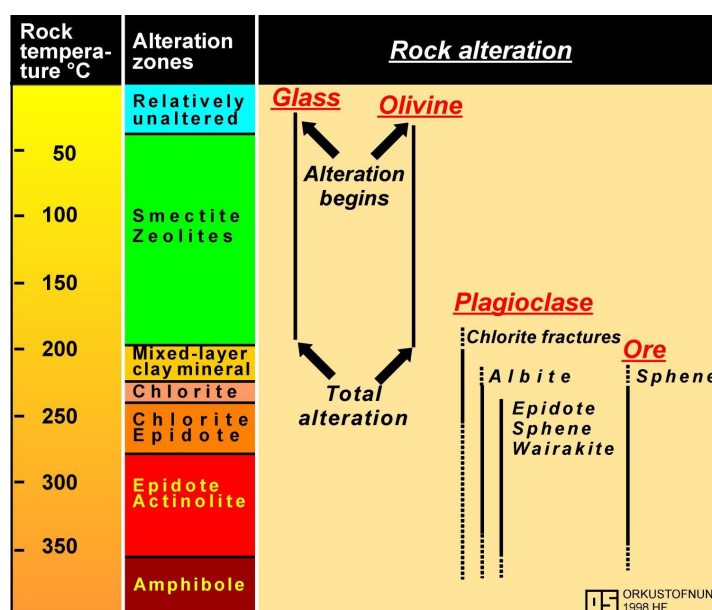 Rock
tempera-
ture °C
Alteration
zones
Rock alteration
50
100
150
200
250
300
350
Relatively
unaltered
Smectite
Zeolites
Mixed-layer
clay mineral
Chlorite
Chlorite
Epidote
Epidote
Actinolite
Amphibole
Glass
Olivine
Alteration
begins
Total
alteration
Plagioclase
Chlorite fractures
Albite
Epidote
Sphene
Wairakite
Ore
Sphene
ORKUSTOFNUN
1998 HF